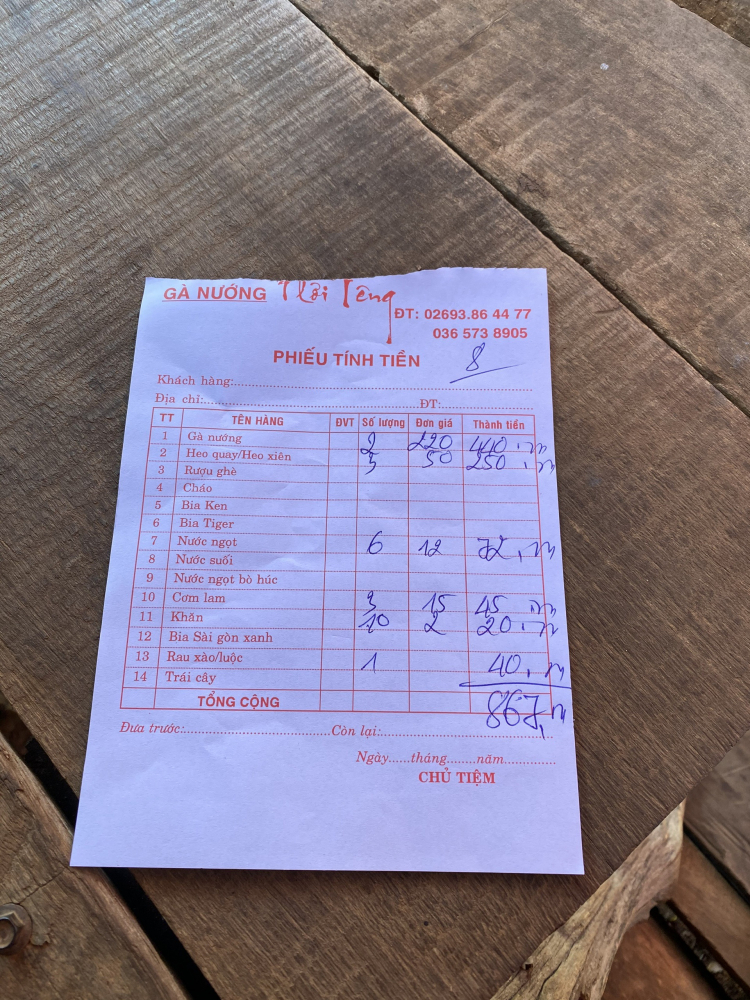 GÀ NƯỚNG
ĐT: 02693.86 44 77
036 573 8905
PHIẾU TÍNH TIỀN 8
Khách hàng:
Địa chỉ: ĐT:
TT TÊN HÀNG ĐVT Số lượng Đơn giá Thành tiền
1 Gà nướng 2 220 440,m
2 Heo quay/Heo xiên 5 50 250,m
3 Rượu ghè
4 Cháo
5 Bia Ken
6 Bia Tiger
7 Nước ngọt 6 12 72,m
8 Nước suối
9 Nước ngọt bò húc
10 Cơm lam 3 15 45 m
11 Khăn 10 2 20,m
12 Bia Sài gòn xanh
13 Rau xào/luộc 1 40,m
14 Trái cây
TỔNG CỘNG 867,m
Đưa trước: Còn lại:
Ngày......tháng.......năm
CHỦ TIỆM